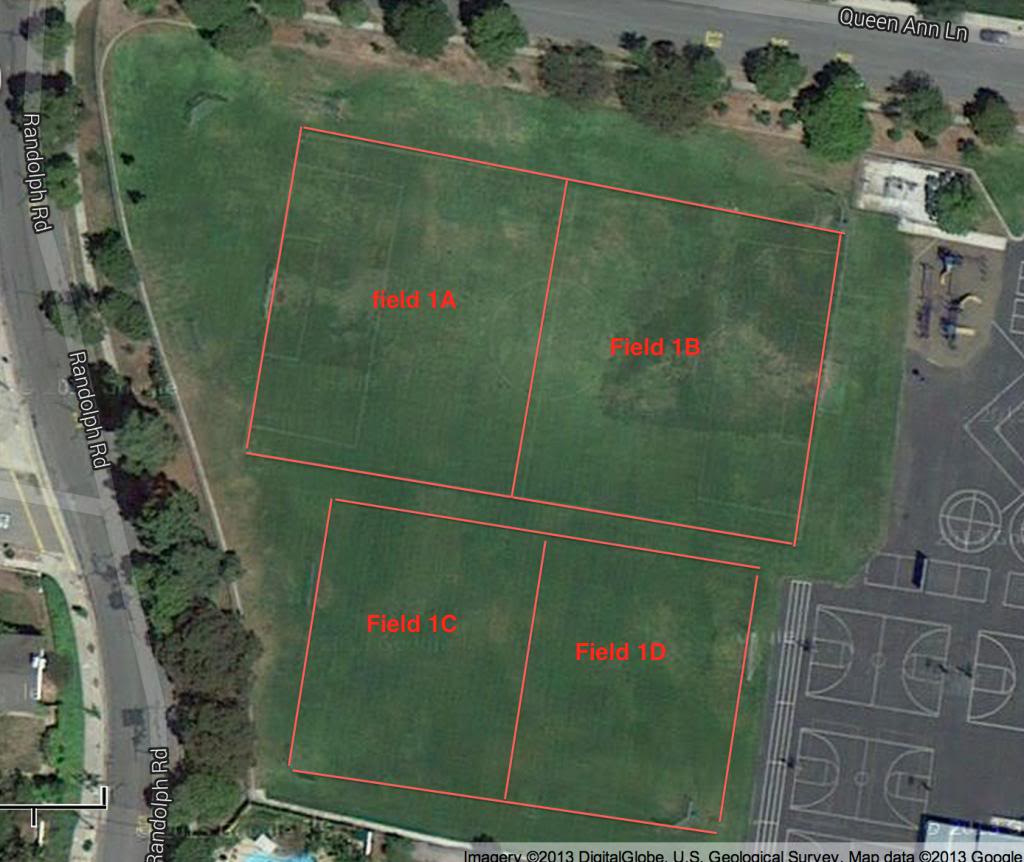 Queen Ann Ln
Randolph Rd
field 1A
Field 1B
Randolph Rd
Field 1C
Field 1D
Randolph Rd
Imagery ©2013 DigitalGlobe, U.S. Geological Survey, Map data ©2013 Google